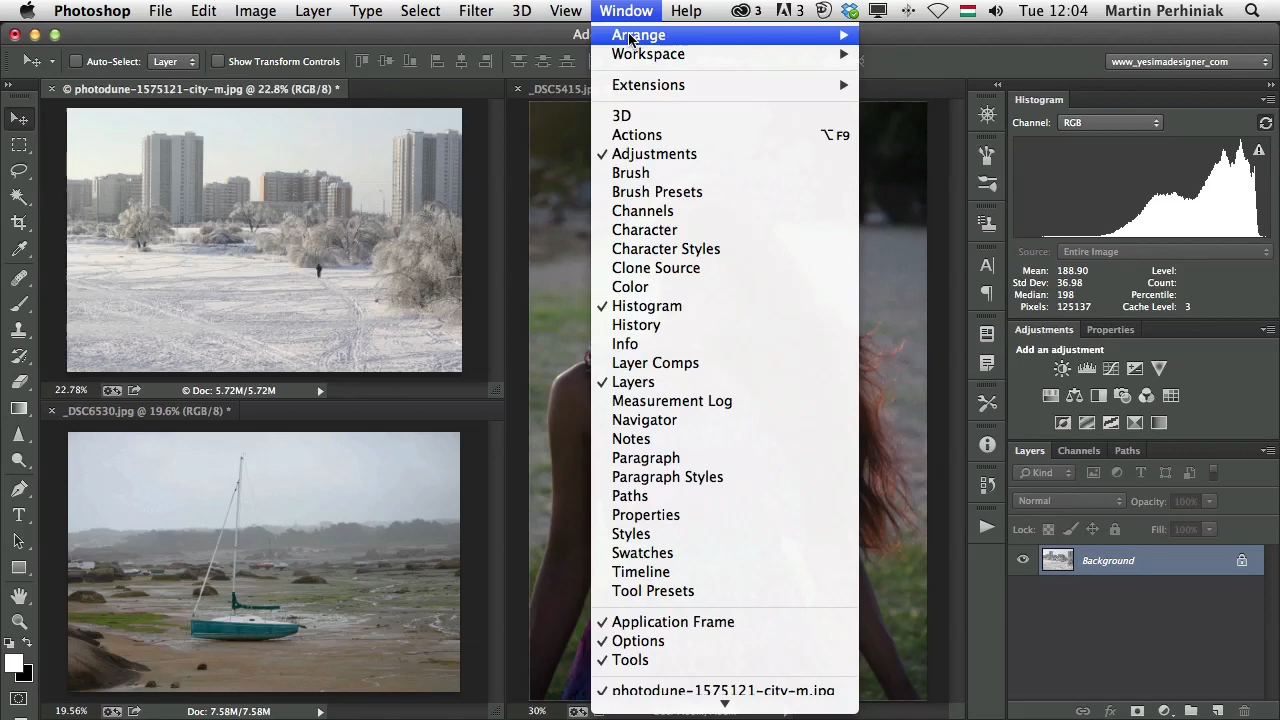 Photoshop File Edit Image Layer Type Select Filter 3D View Window Help 3 3 Tue 12:04 Martin Perhiniak
Auto-Select: Layer Show Transform Controls www_yesimadesigner_com
© photodune-1575121-city-m.jpg @ 22.8% (RGB/8) *
_DSC5415.jp
22.78% © Doc: 5.72M/5.72M
_DSC6530.jpg @ 19.6% (RGB/8) *
19.56% Doc: 7.58M/7.58M
30%
Arrange
Workspace
Extensions
3D
Actions ⌥F9
Adjustments
Brush
Brush Presets
Channels
Character
Character Styles
Clone Source
Color
Histogram
History
Info
Layer Comps
Layers
Measurement Log
Navigator
Notes
Paragraph
Paragraph Styles
Paths
Properties
Styles
Swatches
Timeline
Tool Presets
Application Frame
Options
Tools
photodune-1575121-city-m.jpg
Histogram
Channel: RGB
Source: Entire Image
Mean: 188.90 Level:
Std Dev: 36.98 Count:
Median: 198 Percentile:
Pixels: 125137 Cache Level: 3
Adjustments Properties
Add an adjustment
Layers Channels Paths
Kind
Normal Opacity: 100%
Lock: Fill: 100%
Background